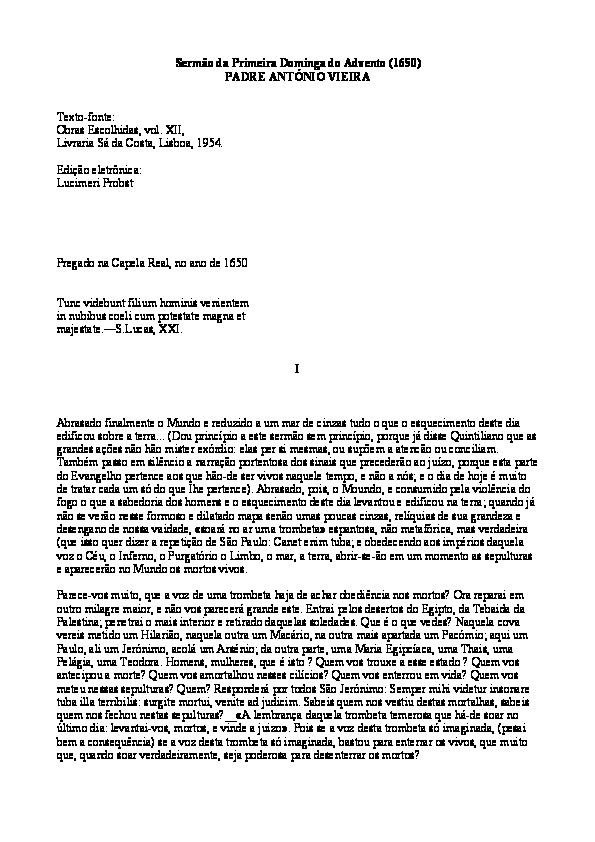 Sermão da Primeira Dominga do Advento (1650)
PADRE ANTÓNIO VIEIRA
Texto-fonte:
Obras Escolhidas, vol. XII,
Livraria Sá da Costa, Lisboa, 1954.
Edição eletrônica:
Lucimeri Probst
Pregado na Capela Real, no ano de 1650
Tunc videbunt filium hominis venientem
in nubibus coeli cum potestate magna et
majestate.—S.Lucas, XXI.
I
Abrasado finalmente o Mundo e reduzido a um mar de cinzas tudo o que o esquecimento deste dia
edificou sobre a terra... (Dou princípio a este sermão sem princípio, porque já disse Quintiliano que as
grandes ações não hão mister exórdio: elas per si mesmas, ou supõem a atercão ou conciliam.
Também passo em silêncio a narração portentosa dos sinais que precederão ao juízo, porque esta parte
do Evangelho pertence aos que hão-de ser vivos naquele tempo, e não a nós; e o dia de hoje é muito
de tratar cada um só do que lhe pertence). Abrasado, pois, o Moundo, e consumido pela violência do
fogo o que a sabedoria dos homens e o esquecimento deste dia levantou e edificou na terra; quando já
não se verão nesse formoso e dilatado mapa senão umas poucas cinzas, relíquias de sua grandeza e
desengano de nossa vaidade, «soará no ar uma trombeta» espantosa, não metafórica, mas verdadeira
(que isso quer dizer a repetição de São Paulo: Canet enim tuba; e obedecendo aos impérios daquela
voz o Céu, o Inferno, o Purgatório o Limbo, o mar, a terra, abrir-se-ão em um momento as sepulturas
e aparecerão no Mundo os mortos vivos.
Parece-vos muito, que a voz de uma trombeta haja de achar obediência nos mortos? Ora reparai em
outro milagre maior, e não vos parecerá grande este. Entrai pelos desertos do Egipto, da Tebaida da
Palestina; penetrai o mais interior e retirado daquelas soledades. Que é o que vedes? Naquela cova
vereis metido um Hilarião, naquela outra um Macário, na outra mais apartada um Pacómio; aqui um
Paulo, ali um Jerónimo, acolá um Arsénio; da outra parte, uma Maria Egipcíaca, uma Thais, uma
Pelágia, uma Teodora. Homens, mulheres, que é isto ? Quem vos trouxe a esse estado ? Quem vos
antecipou a morte? Quem vos amortalhou nesses cilícios? Quem vos enterrou em vida? Quem vos
meteu nessas sepulturas? Quem? Responderá por todos São Jerónimo: Semper mihi videtur insonare
tuba illa terribilis: surgite mortui, venite ad judicim. Sabeis quem nos vestiu destas mortalhas, sabeis
quem nos fechou nestas sepulturas?__«A lembrança daquela trombeta temerosa que há-de soar no
último dia: levantai-vos, mortos, e vinde a juizo». Pois se a voz desta trombeta só imaginada, (pesai
bem a consequência) se a voz desta trombeta só imaginada, bastou para enterrar os vivos, que muito
que, quando soar verdadeiramente, seja poderosa para desenterrar os mortos?